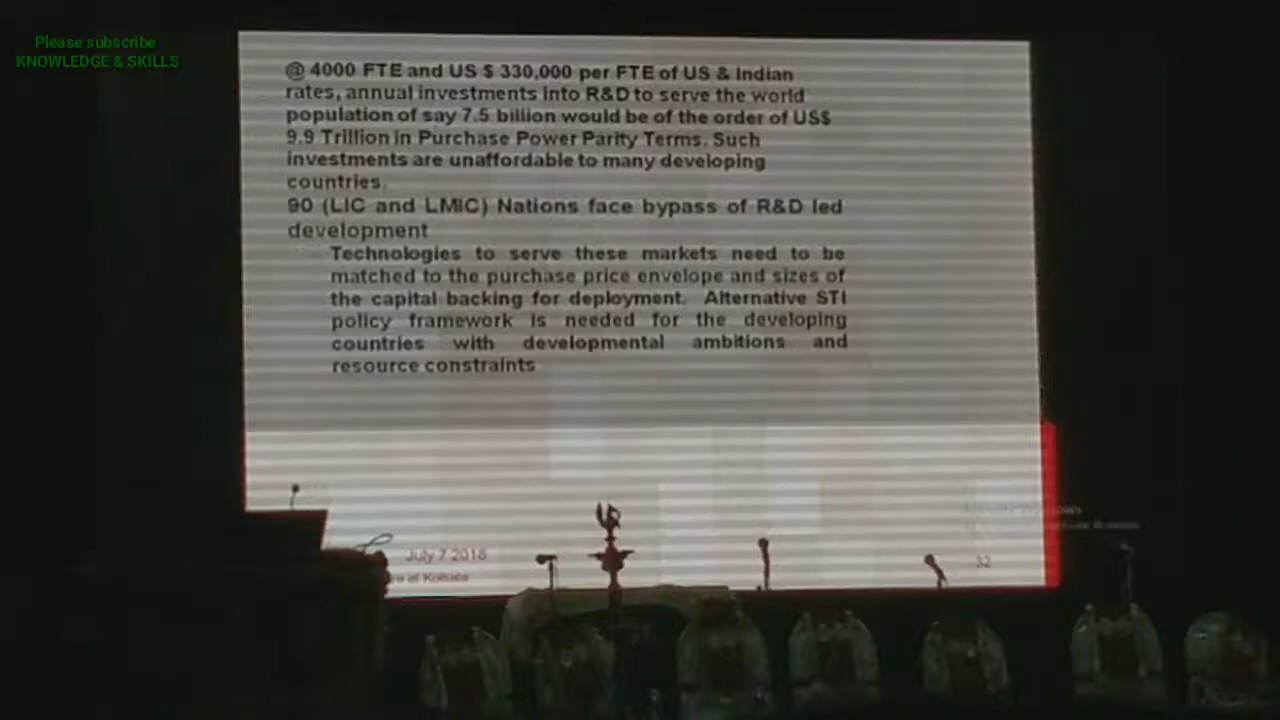 Please subscribe
KNOWLEDGE & SKILLS
@ 4000 FTE and US $ 330,000 per FTE of US & Indian
rates, annual investments into R&D to serve the world
population of say 7.5 billion would be of the order of US$
9.9 Trillion in Purchase Power Parity Terms. Such
investments are unaffordable to many developing
countries.
90 (LIC and LMIC) Nations face bypass of R&D led
development
Technologies to serve these markets need to be
matched to the purchase price envelope and sizes of
the capital backing for deployment. Alternative STI
policy framework is needed for the developing
countries with developmental ambitions and
resource constraints
July 7 2018
at Kolkata
32